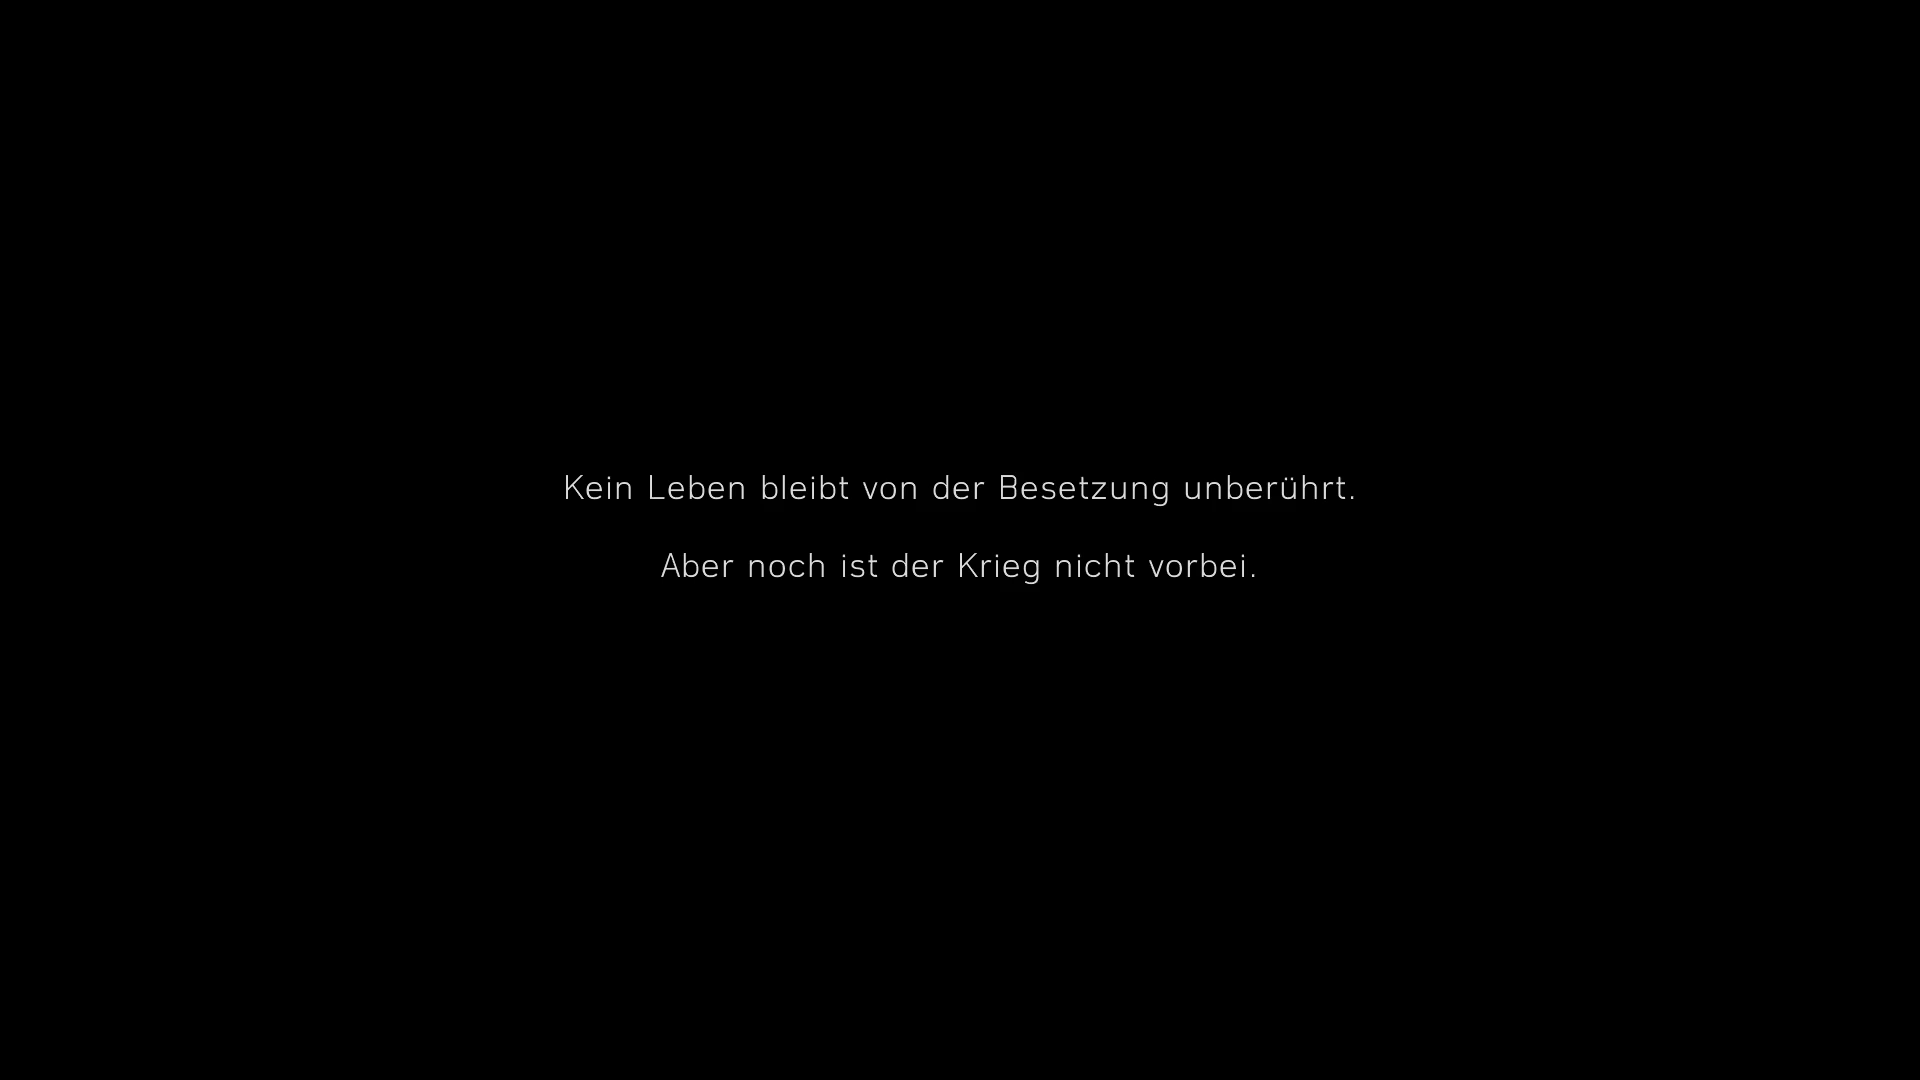 Kein Leben bleibt von der Besetzung unberührt.
Aber noch ist der Krieg nicht vorbei.